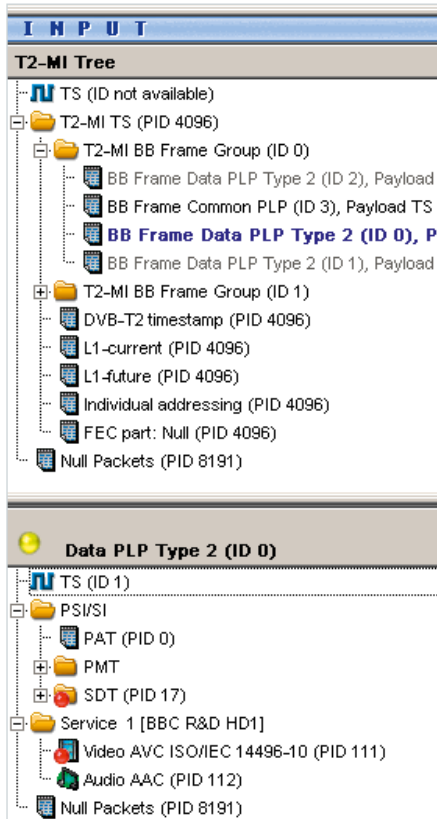 INPUT
T2-MI Tree
TS (ID not available)
T2-MI TS (PID 4096)
T2-MI BB Frame Group (ID 0)
BB Frame Data PLP Type 2 (ID 2), Payload
BB Frame Common PLP (ID 3), Payload TS
BB Frame Data PLP Type 2 (ID 0), P
BB Frame Data PLP Type 2 (ID 1), Payload
T2-MI BB Frame Group (ID 1)
DVB-T2 timestamp (PID 4096)
L1-current (PID 4096)
L1-future (PID 4096)
Individual addressing (PID 4096)
FEC part: Null (PID 4096)
Null Packets (PID 8191)
Data PLP Type 2 (ID 0)
TS (ID 1)
PSI/SI
PAT (PID 0)
PMT
SDT (PID 17)
Service 1 [BBC R&D HD1]
Video AVC ISO/IEC 14496-10 (PID 111)
Audio AAC (PID 112)
Null Packets (PID 8191)